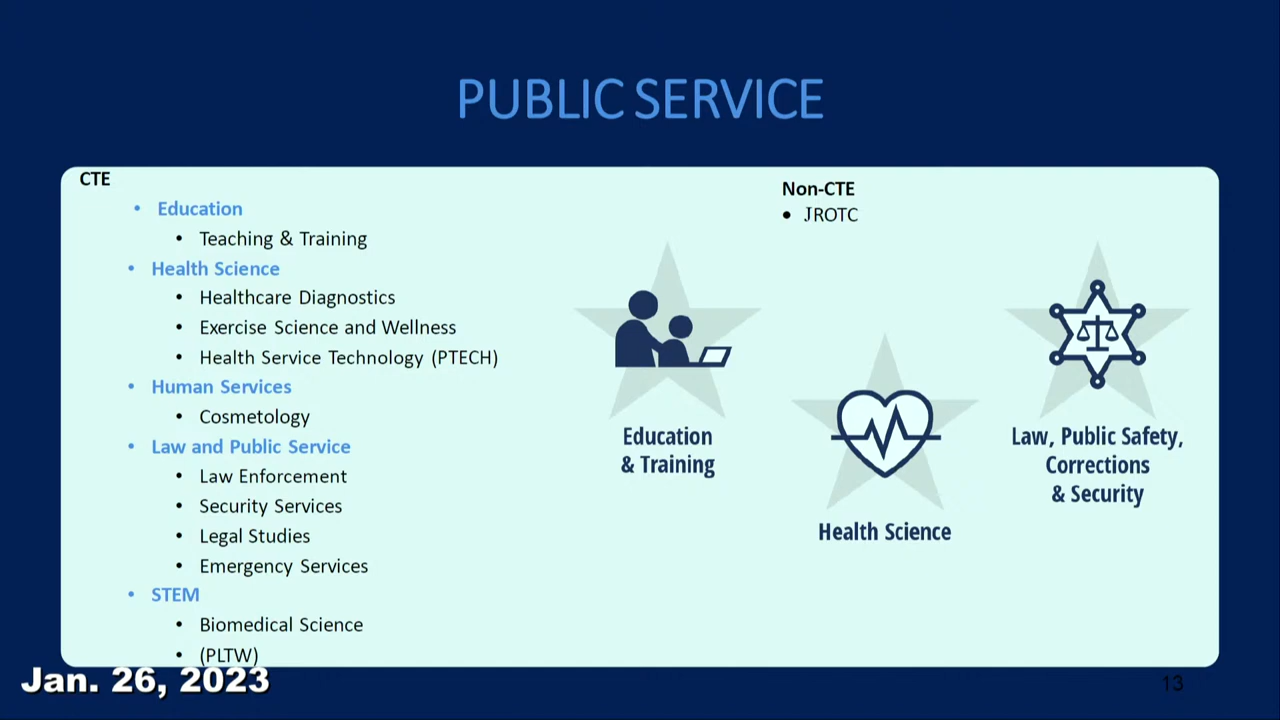 PUBLIC SERVICE
CTE
• Education
• Teaching & Training
• Health Science
• Healthcare Diagnostics
• Exercise Science and Wellness
• Health Service Technology (PTECH)
• Human Services
• Cosmetology
• Law and Public Service
• Law Enforcement
• Security Services
• Legal Studies
• Emergency Services
• STEM
• Biomedical Science
• (PLTW)
Non-CTE
• JROTC
Education
& Training
Health Science
Law, Public Safety,
Corrections
& Security
Jan. 26, 2023
13